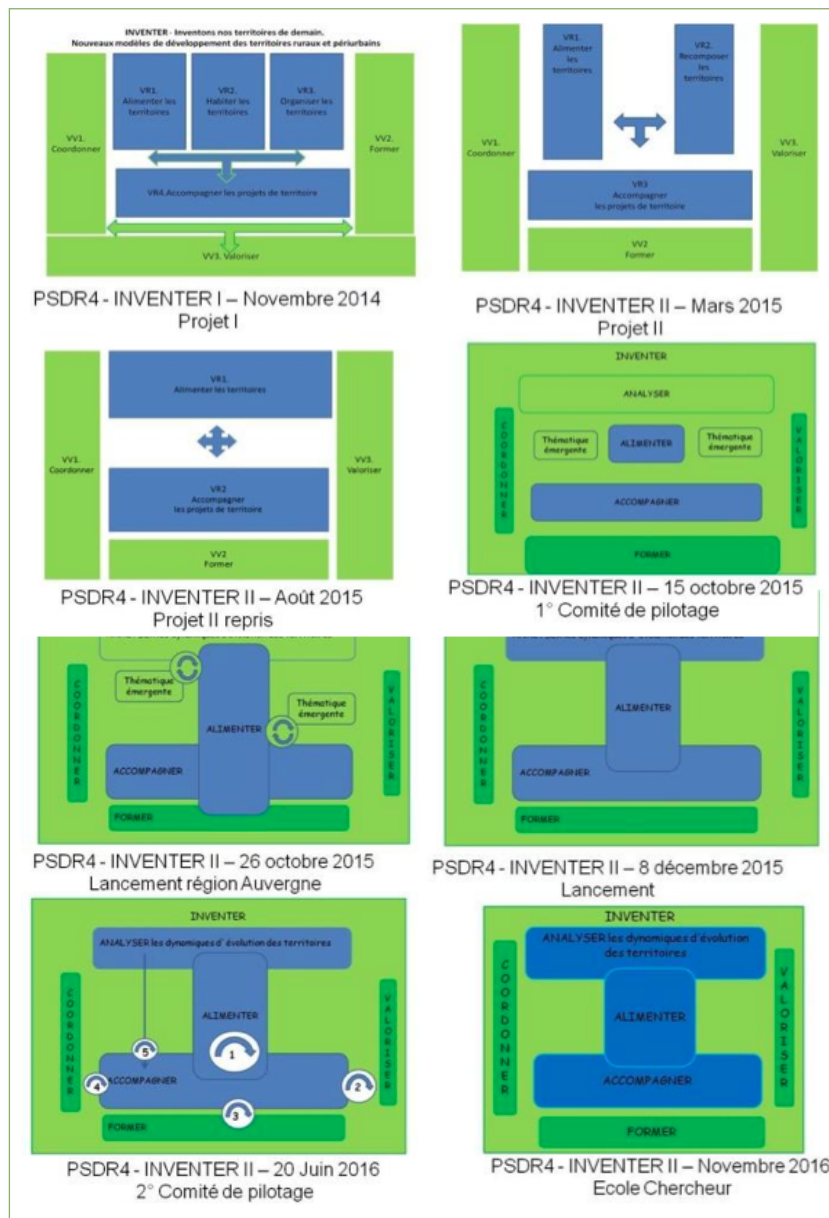 INVENTER - Inventons nos territoires de demain.
Nouveaux modèles de développement des territoires ruraux et périurbains
VV1.
Coordonner
VR1.
Alimenter les
territoires
VR2.
Habiter les
territoires
VR3.
Organiser les
territoires
VV2.
Former
VR4.Accompagner les projets de territoire
VV3. Valoriser
PSDR4 - INVENTER I – Novembre 2014
Projet I
VV1.
Coordonner
VR1.
Alimenter
les
territoires
VR2.
Recomposer
les
territoires
VV3.
Valoriser
VR3
Accompagner
les projets de territoire
VV2
Former
PSDR4 - INVENTER II – Mars 2015
Projet II
VV1.
Coordonner
VR1.
Alimenter les territoires
VV3.
Valoriser
VR2
Accompagner
les projets de territoire
VV2
Former
PSDR4 - INVENTER II – Août 2015
Projet II repris
INVENTER
ANALYSER
COORDONNER
Thématique
émergente
ALIMENTER
Thématique
émergente
VALORISER
ACCOMPAGNER
FORMER
PSDR4 - INVENTER II – 15 octobre 2015
1° Comité de pilotage
COORDONNER
Thématique
émergente
ALIMENTER
Thématique
émergente
VALORISER
ACCOMPAGNER
FORMER
PSDR4 - INVENTER II – 26 octobre 2015
Lancement région Auvergne
COORDONNER
ALIMENTER
VALORISER
ACCOMPAGNER
FORMER
PSDR4 - INVENTER II – 8 décembre 2015
Lancement
INVENTER
ANALYSER les dynamiques d'évolution des territoires
COORDONNER
ALIMENTER
VALORISER
1
5
4
ACCOMPAGNER
2
3
FORMER
PSDR4 - INVENTER II – 20 Juin 2016
2° Comité de pilotage
INVENTER
ANALYSER les dynamiques d'évolution
des territoires
COORDONNER
ALIMENTER
VALORISER
ACCOMPAGNER
FORMER
PSDR4 - INVENTER II – Novembre 2016
Ecole Chercheur